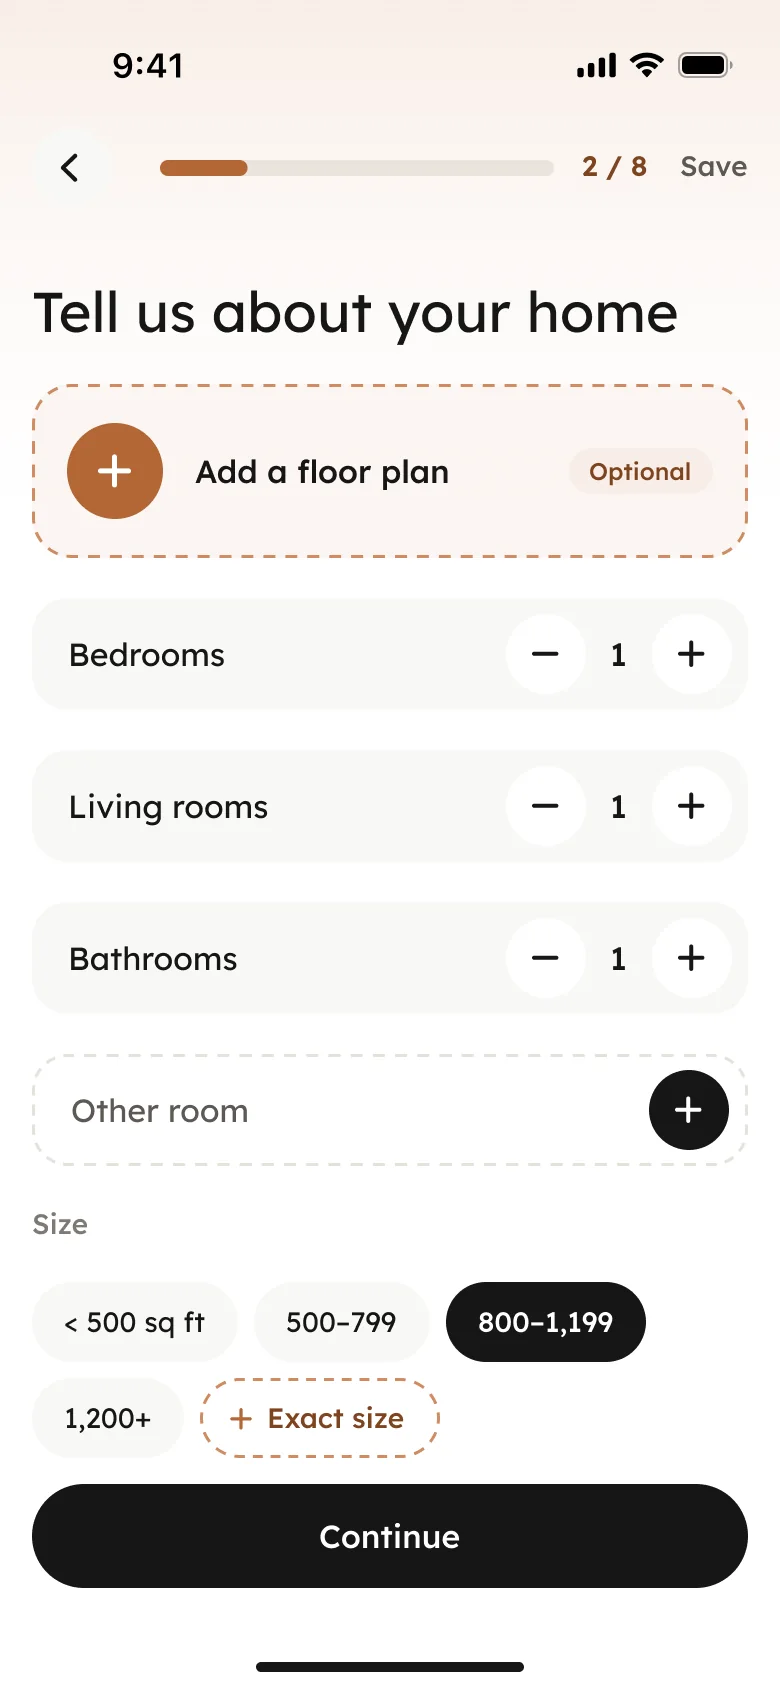 9:41
2 / 8 Save
Tell us about your home
Add a floor plan Optional
Bedrooms 1
Living rooms 1
Bathrooms 1
Other room
Size
< 500 sq ft 500–799 800–1,199
1,200+ + Exact size
Continue